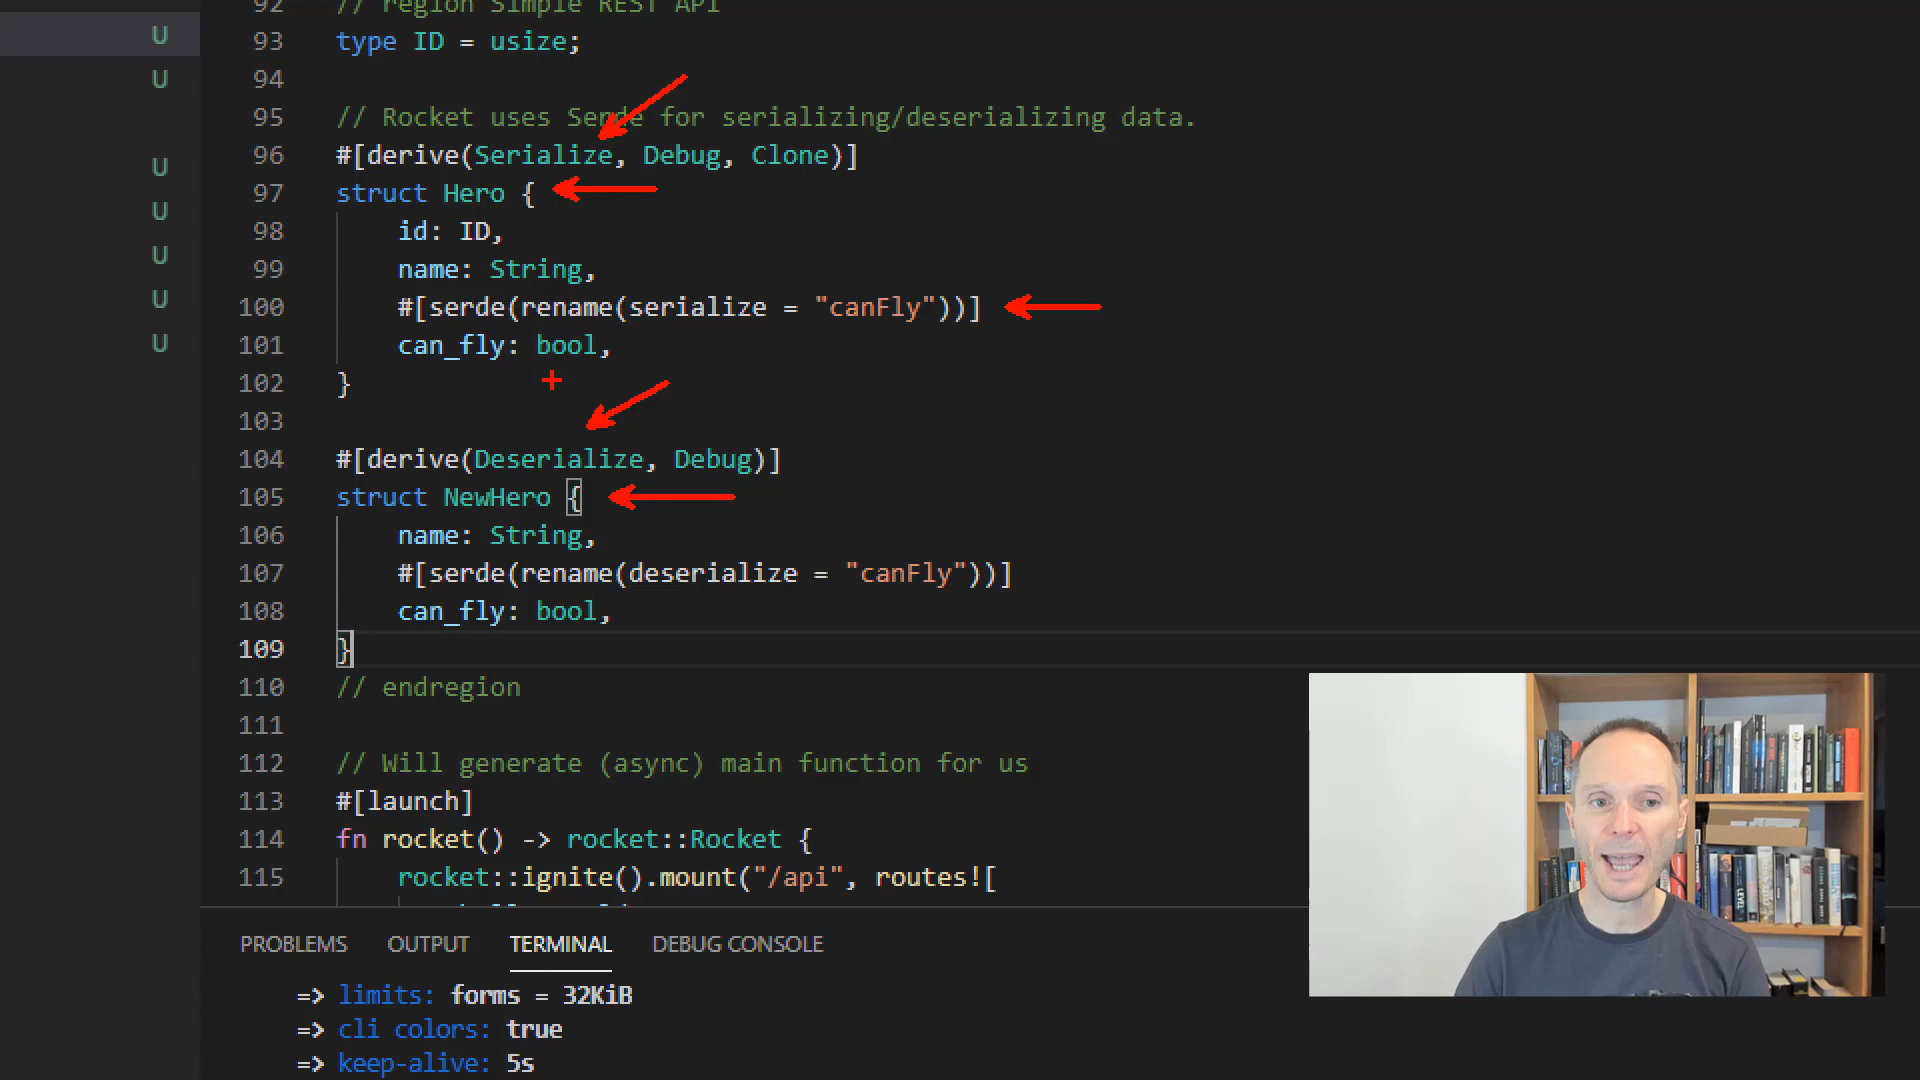 U
U
U
U
U
U
U
92 // region Simple REST API
93 type ID = usize;
94
95 // Rocket uses Serde for serializing/deserializing data.
96 #[derive(Serialize, Debug, Clone)]
97 struct Hero {
98 id: ID,
99 name: String,
100 #[serde(rename(serialize = "canFly"))]
101 can_fly: bool,
102 }
103
104 #[derive(Deserialize, Debug)]
105 struct NewHero {
106 name: String,
107 #[serde(rename(deserialize = "canFly"))]
108 can_fly: bool,
109 }
110 // endregion
111
112 // Will generate (async) main function for us
113 #[launch]
114 fn rocket() -> rocket::Rocket {
115 rocket::ignite().mount("/api", routes![
PROBLEMS OUTPUT TERMINAL DEBUG CONSOLE
=> limits: forms = 32KiB
=> cli colors: true
=> keep-alive: 5s